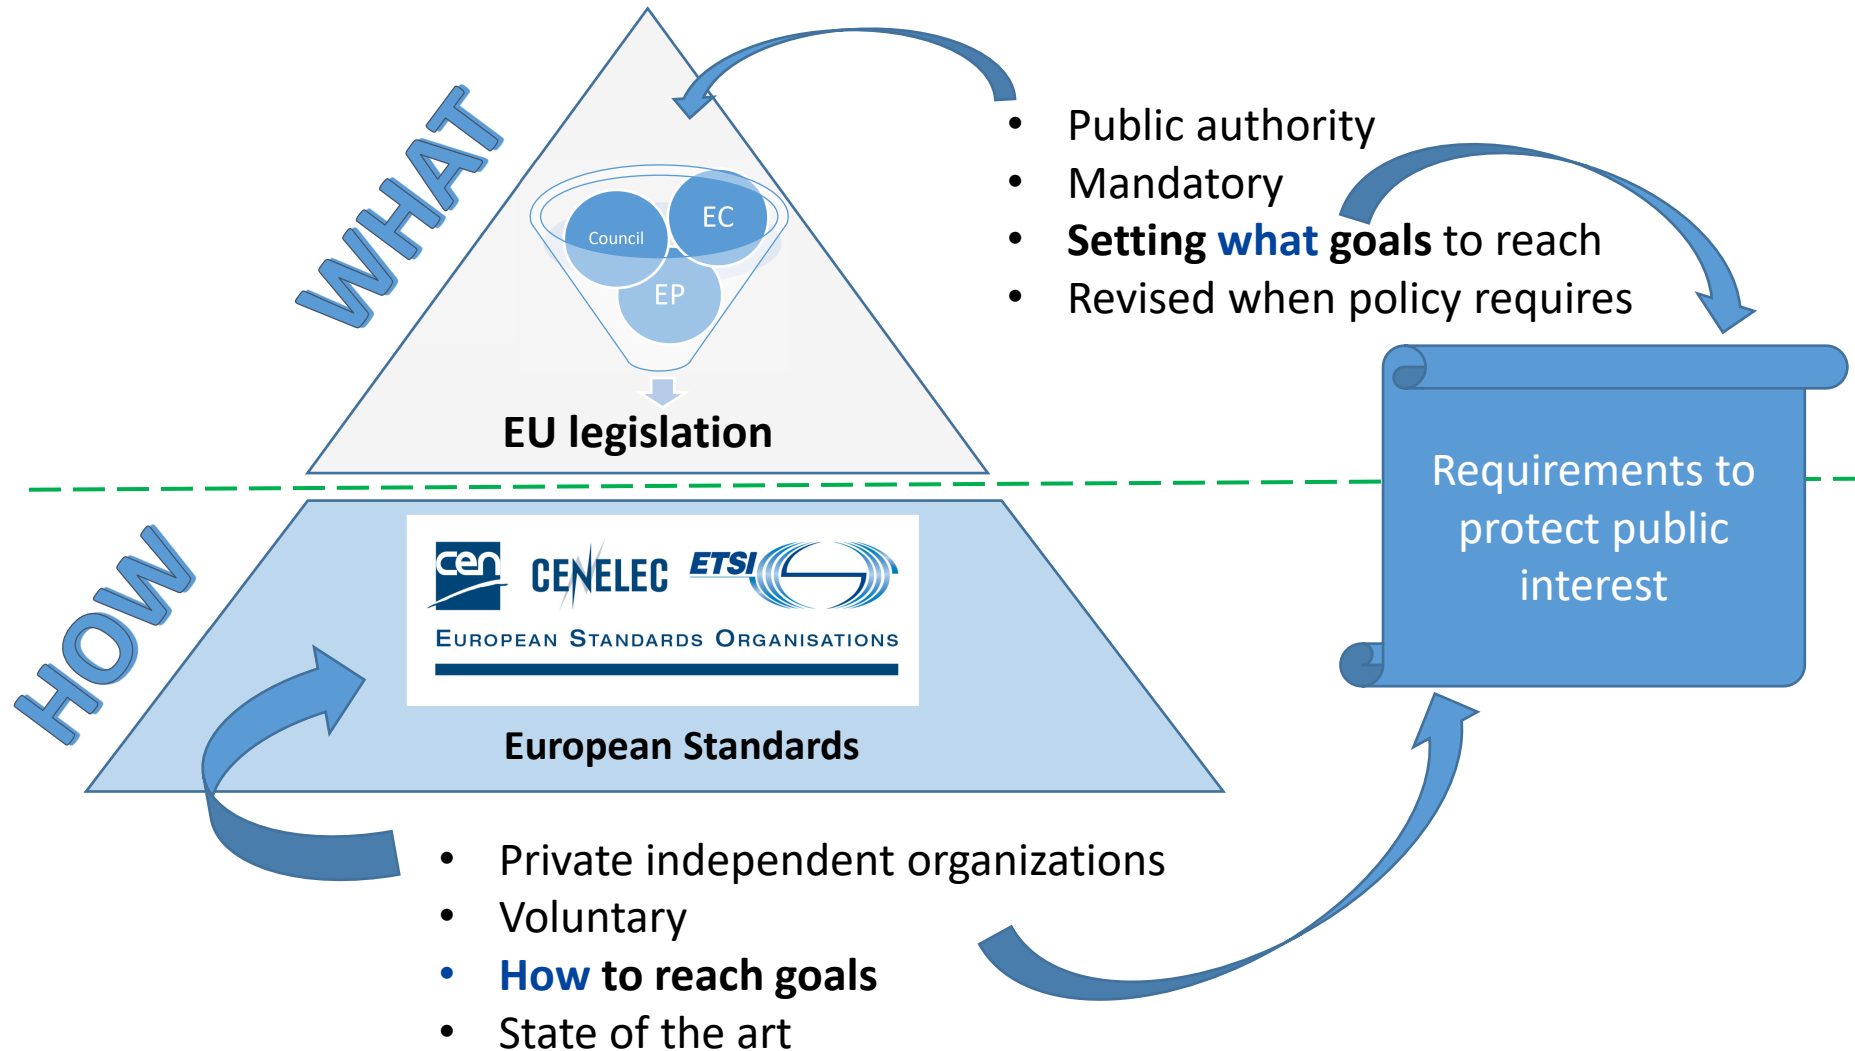 WHAT
Council
EC
EP
EU legislation
• Public authority
• Mandatory
• Setting what goals to reach
• Revised when policy requires
Requirements to
protect public
interest
HOW
cen
CENELEC
ETSI
EUROPEAN STANDARDS ORGANISATIONS
European Standards
• Private independent organizations
• Voluntary
• How to reach goals
• State of the art